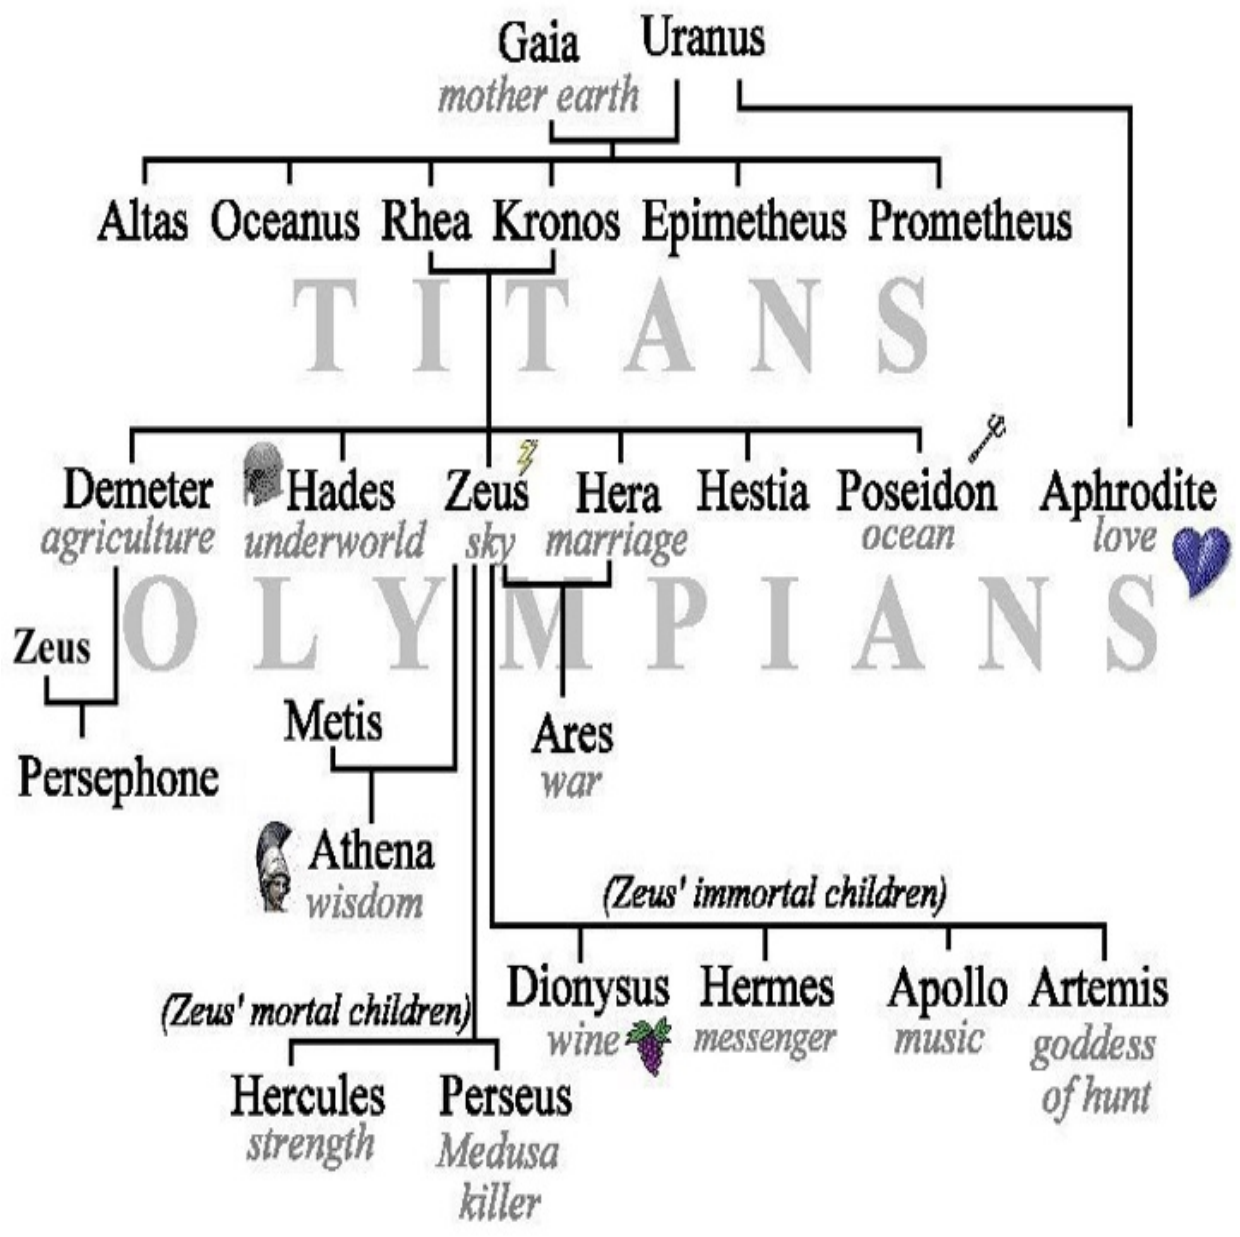 Gaia Uranus
mother earth
Altas Oceanus Rhea Kronos Epimetheus Prometheus
TITANS
Demeter Hades Zeus Hera Hestia Poseidon Aphrodite
agriculture underworld sky marriage ocean love
OLYMPIANS
Zeus
Metis
Ares
Persephone
war
Athena
wisdom
(Zeus' immortal children)
Dionysus Hermes Apollo Artemis
wine messenger music goddess
of hunt
(Zeus' mortal children)
Hercules Perseus
strength Medusa
killer